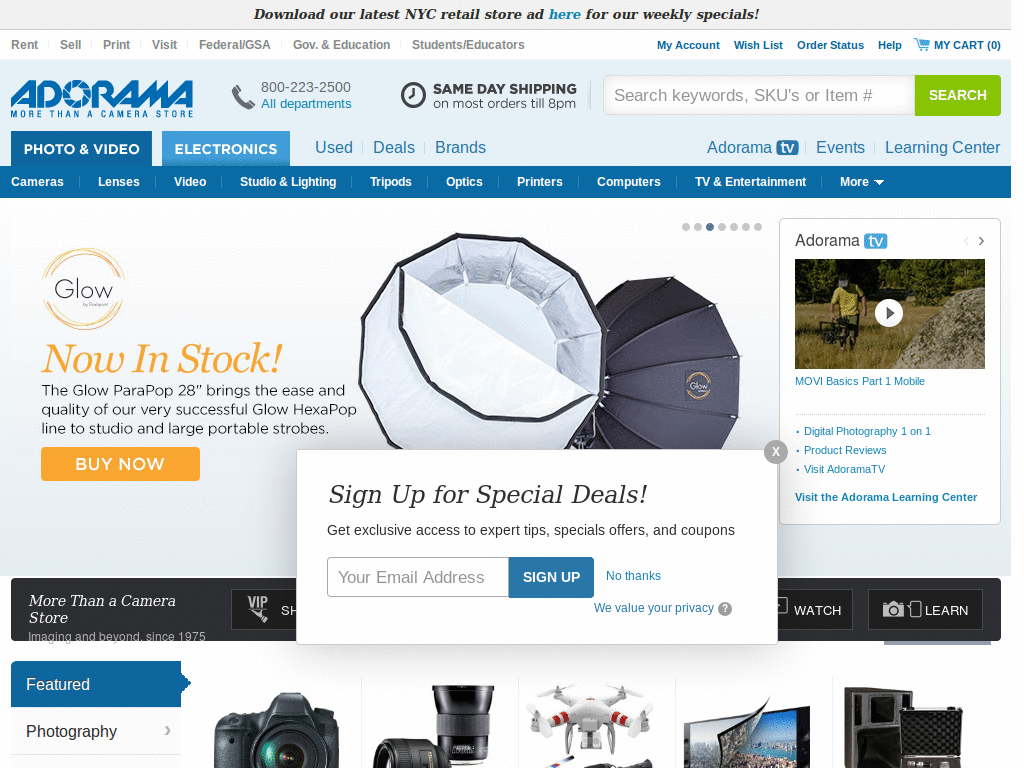 Download our latest NYC retail store ad here for our weekly specials!
Rent Sell Print Visit Federal/GSA Gov. & Education Students/Educators My Account Wish List Order Status Help MY CART (0)
ADORAMA
MORE THAN A CAMERA STORE
800-223-2500
All departments
SAME DAY SHIPPING
on most orders till 8pm
Search keywords, SKU's or Item # SEARCH
PHOTO & VIDEO ELECTRONICS Used Deals Brands Adorama tv Events Learning Center
Cameras Lenses Video Studio & Lighting Tripods Optics Printers Computers TV & Entertainment More
Glow
Now In Stock!
The Glow ParaPop 28" brings the ease and
quality of our very successful Glow HexaPop
line to studio and large portable strobes.
BUY NOW
Glow
Adorama tv
MOVI Basics Part 1 Mobile
Digital Photography 1 on 1
Product Reviews
Visit AdoramaTV
Visit the Adorama Learning Center
X
Sign Up for Special Deals!
Get exclusive access to expert tips, specials offers, and coupons
Your Email Address SIGN UP No thanks
We value your privacy ?
More Than a Camera
Store
Imaging and beyond, since 1975
VIP SH
WATCH
LEARN
Featured
Photography